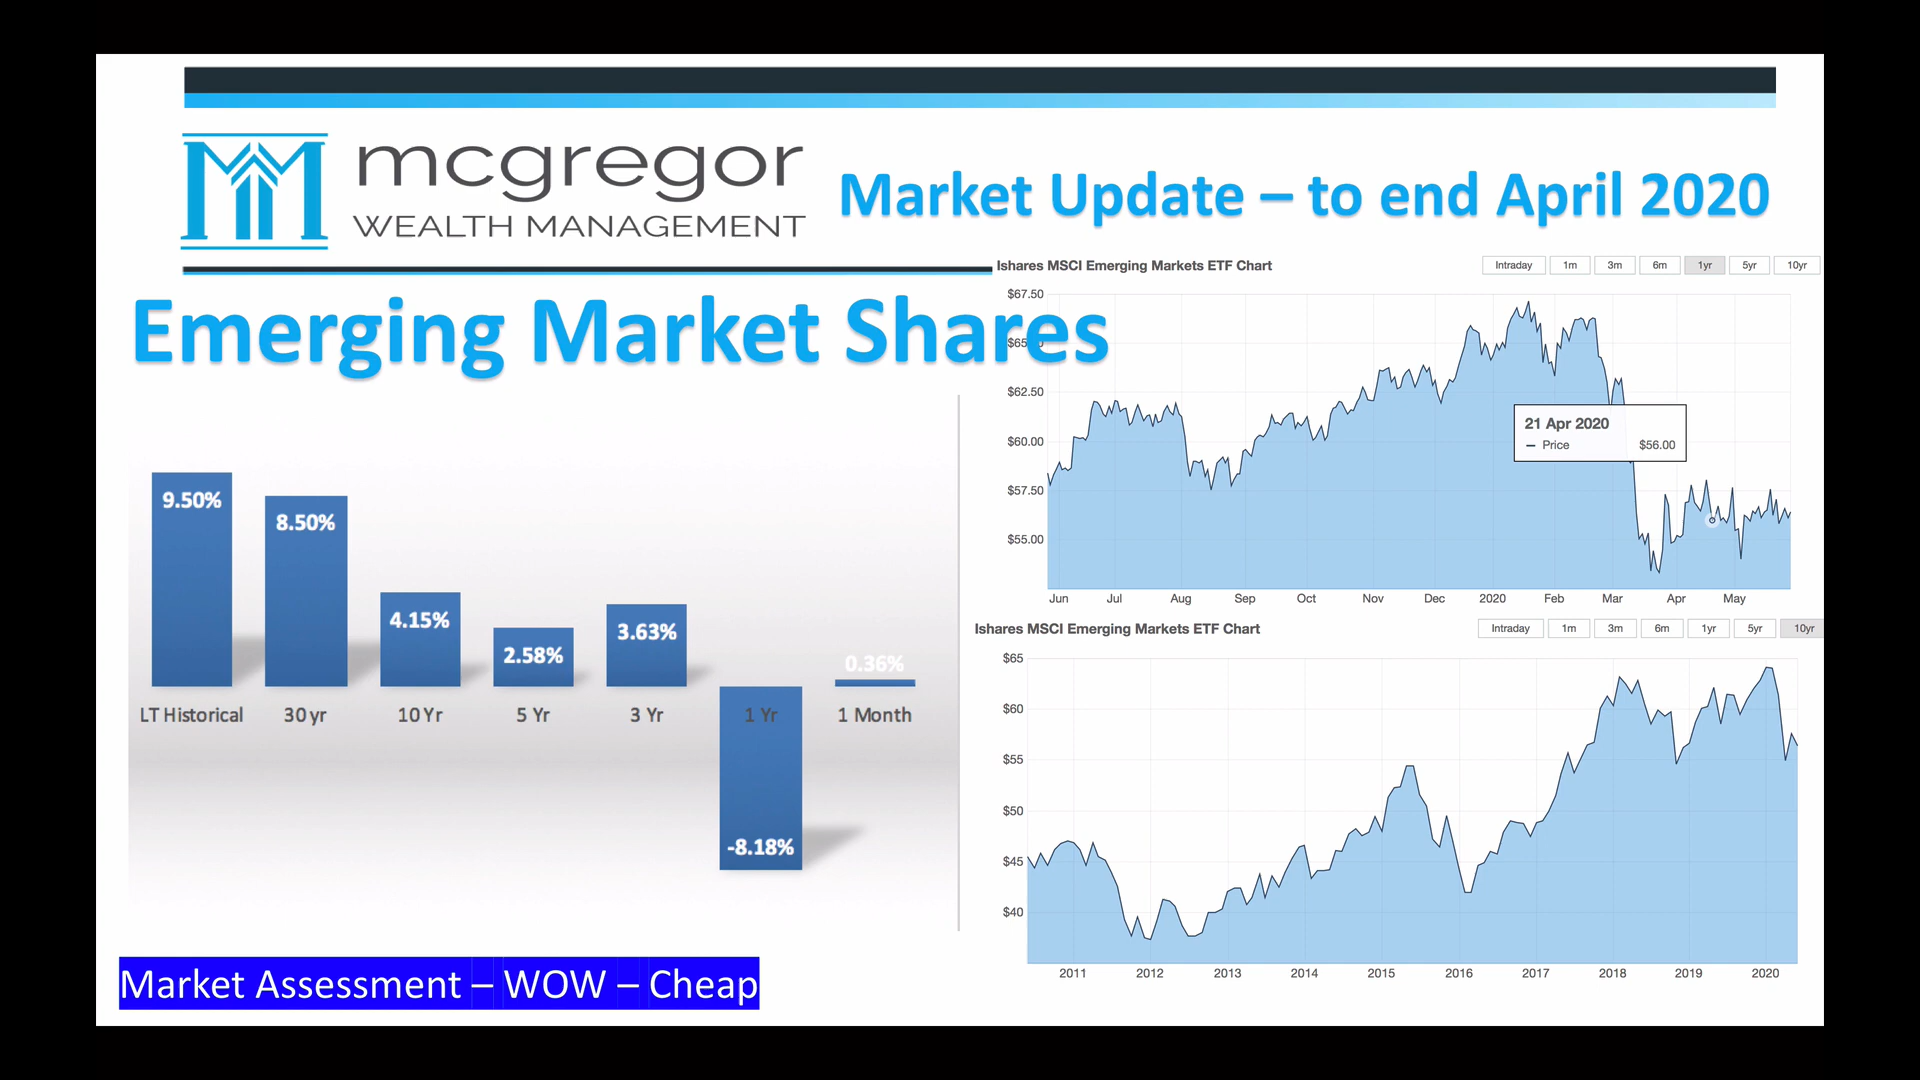 mcgregor
WEALTH MANAGEMENT
Market Update – to end April 2020
Emerging Market Shares
9.50%
8.50%
4.15%
2.58%
3.63%
-8.18%
0.36%
LT Historical
30 yr
10 Yr
5 Yr
3 Yr
1 Yr
1 Month
Market Assessment – WOW – Cheap
Ishares MSCI Emerging Markets ETF Chart
Intraday 1m 3m 6m 1yr 5yr 10yr
$67.50
$65
$62.50
$60.00
$57.50
$55.00
21 Apr 2020
Price $56.00
Jun Jul Aug Sep Oct Nov Dec 2020 Feb Mar Apr May
Ishares MSCI Emerging Markets ETF Chart
Intraday 1m 3m 6m 1yr 5yr 10yr
$65
$60
$55
$50
$45
$40
2011 2012 2013 2014 2015 2016 2017 2018 2019 2020